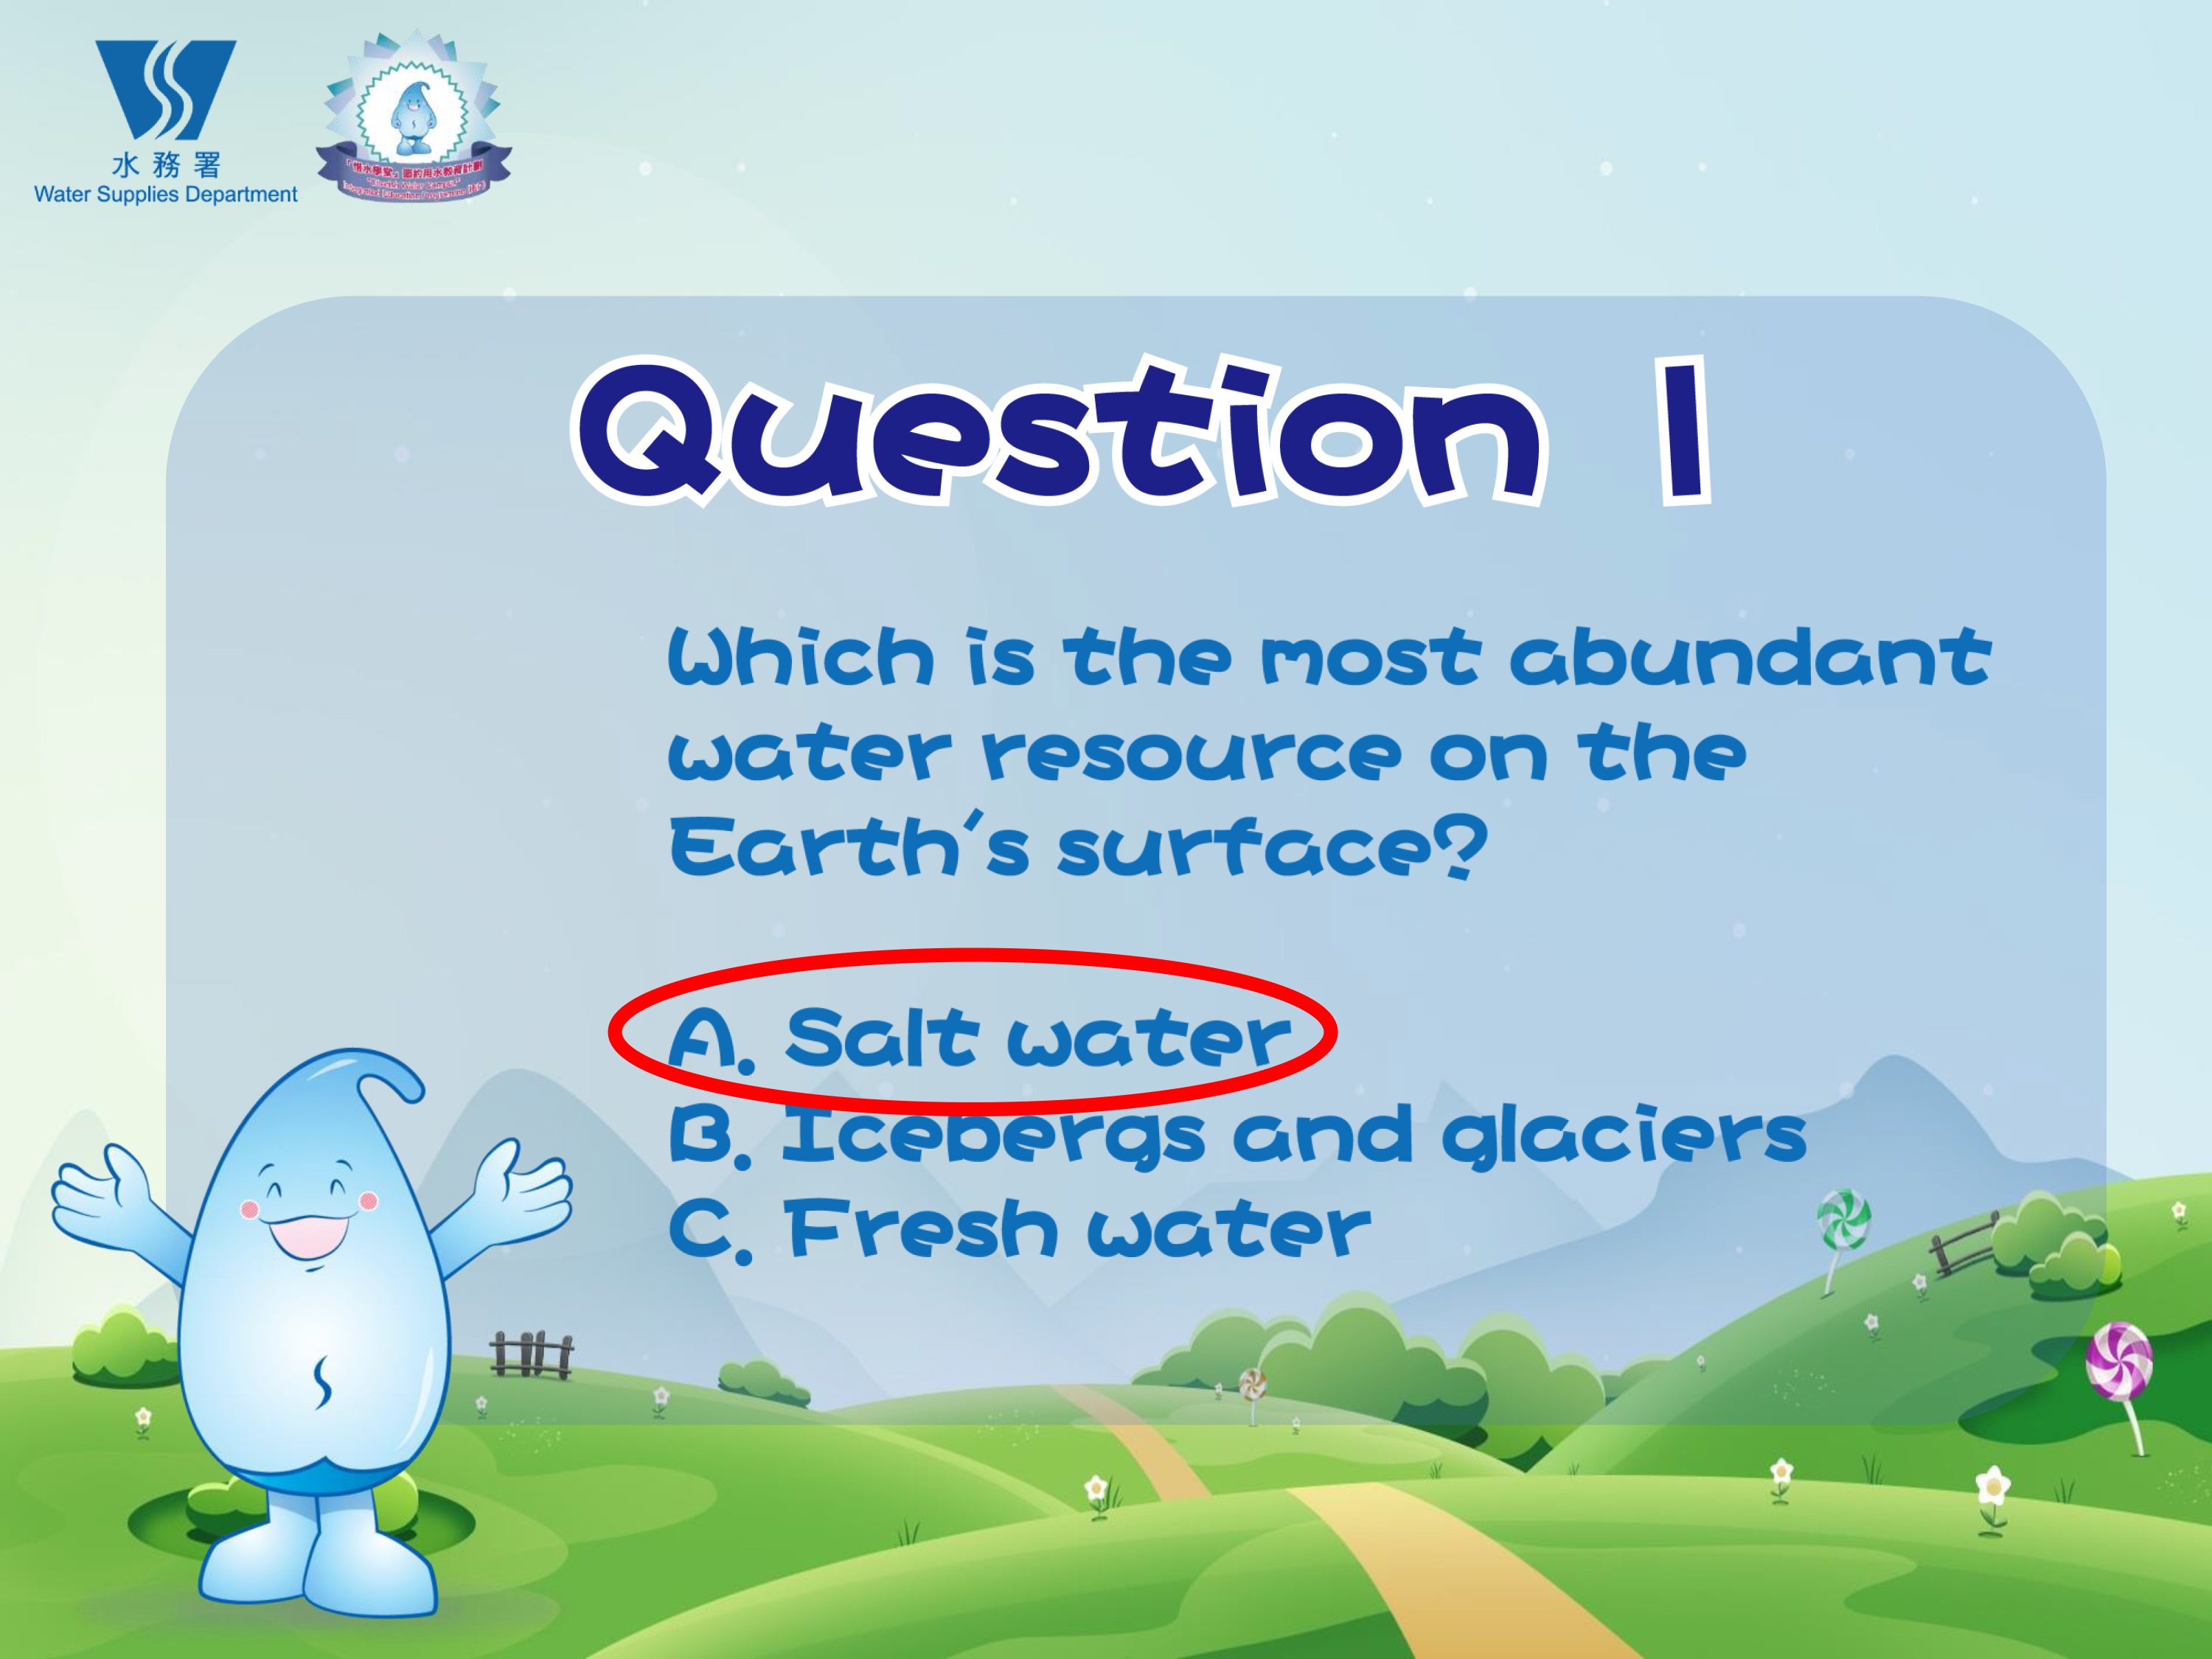 水務署
Water Supplies Department
「惜水學堂」節約用水教育計劃
"Cherish Water Campus"
Integrated Education Programme (IEP)
Question 1
Which is the most abundant
water resource on the
Earth's surface?
A. Salt water
B. Icebergs and glaciers
C. Fresh water